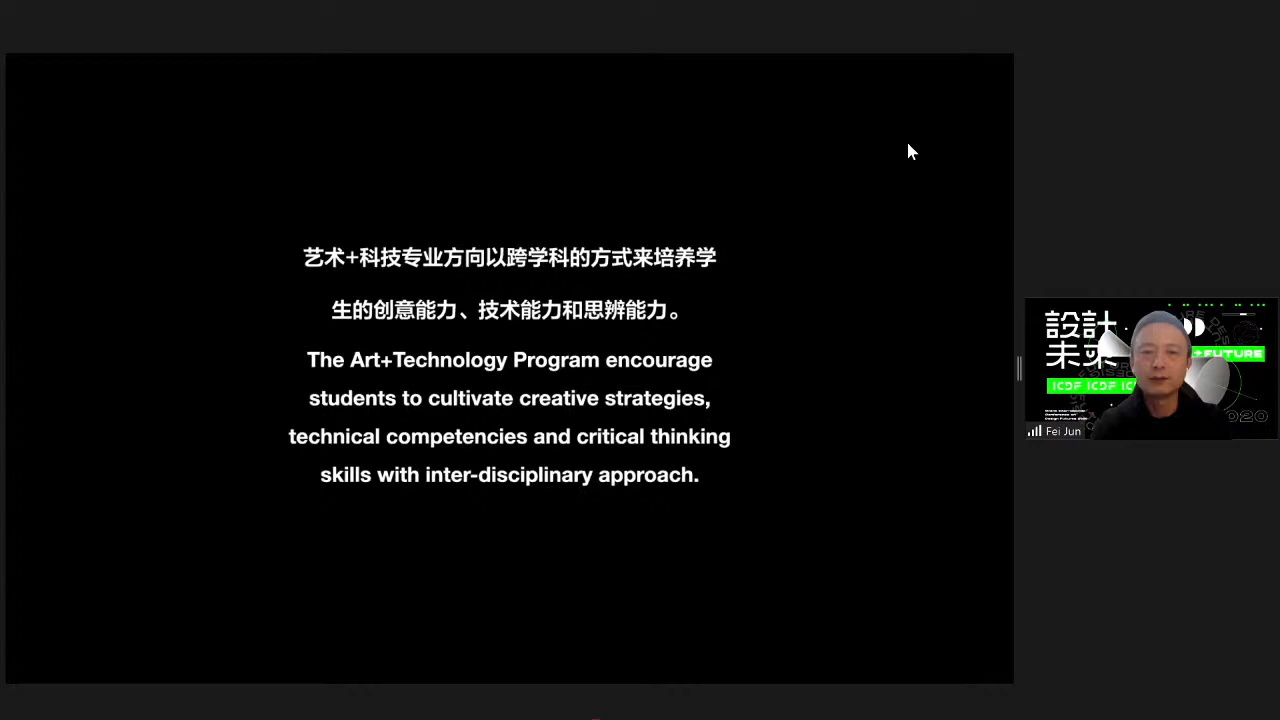 艺术+科技专业方向以跨学科的方式来培养学
生的创意能力、技术能力和思辨能力。
The Art+Technology Program encourage
students to cultivate creative strategies,
technical competencies and critical thinking
skills with inter-disciplinary approach.
設計
未來
+FUTURE
ICDF ICDF
Fei Jun